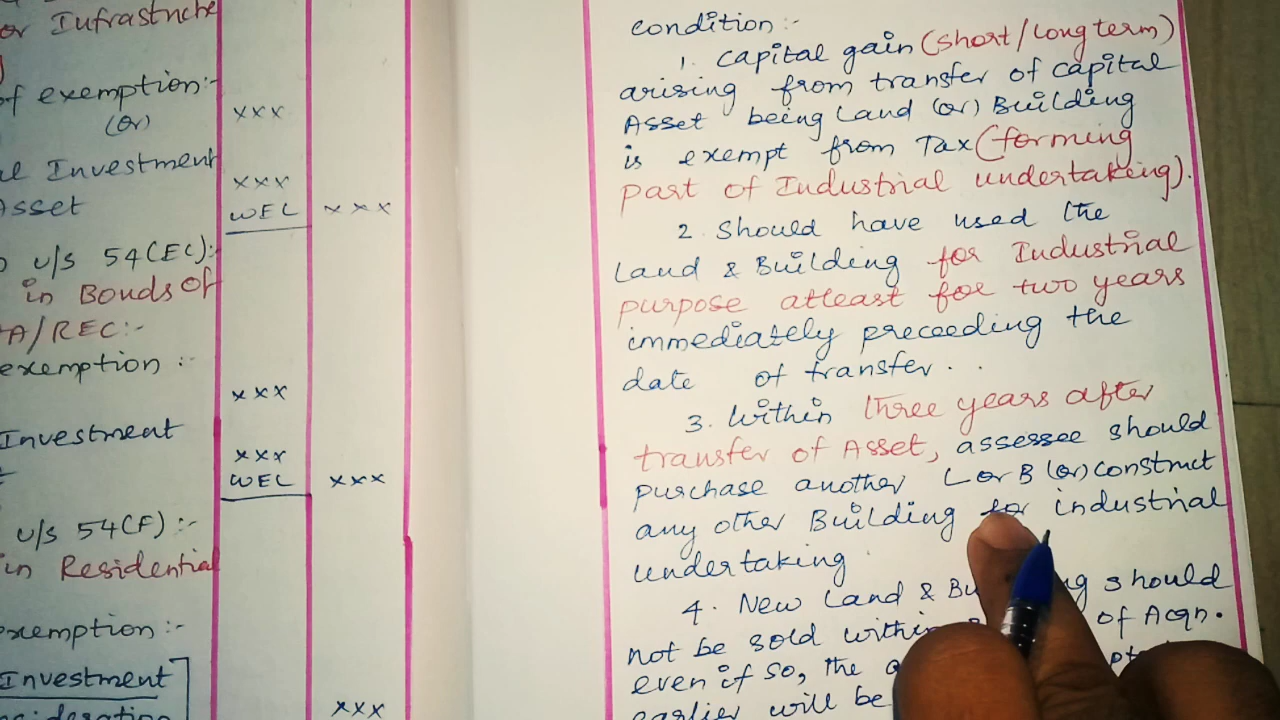 or Infrastruche
)
of exemption:-
(or)
xxx
al Investment
xxx
Asset
WEL
xxx
u/s 54(EC):-
in Bonds of
A/REC:-
exemption :-
xxx
Investment
xxx
WEL
xxx
u/s 54(F) :-
in Residential
exemption :-
Investment
xxx
condition :-
1. Capital gain (short/long term)
arising from transfer of capital
Asset being Land (or) Building
is exempt from Tax (forming
part of Industrial undertaking).
2. Should have used the
Land & Building for Industrial
purpose atleast for two years
immediately preceeding the
date of transfer.
3. Within three years after
transfer of Asset, assessee should
purchase another L or B (or) construct
any other Building for industrial
undertaking
4. New Land & Bu g should
not be sold within of Acqn.
even if so, the
earlier will be